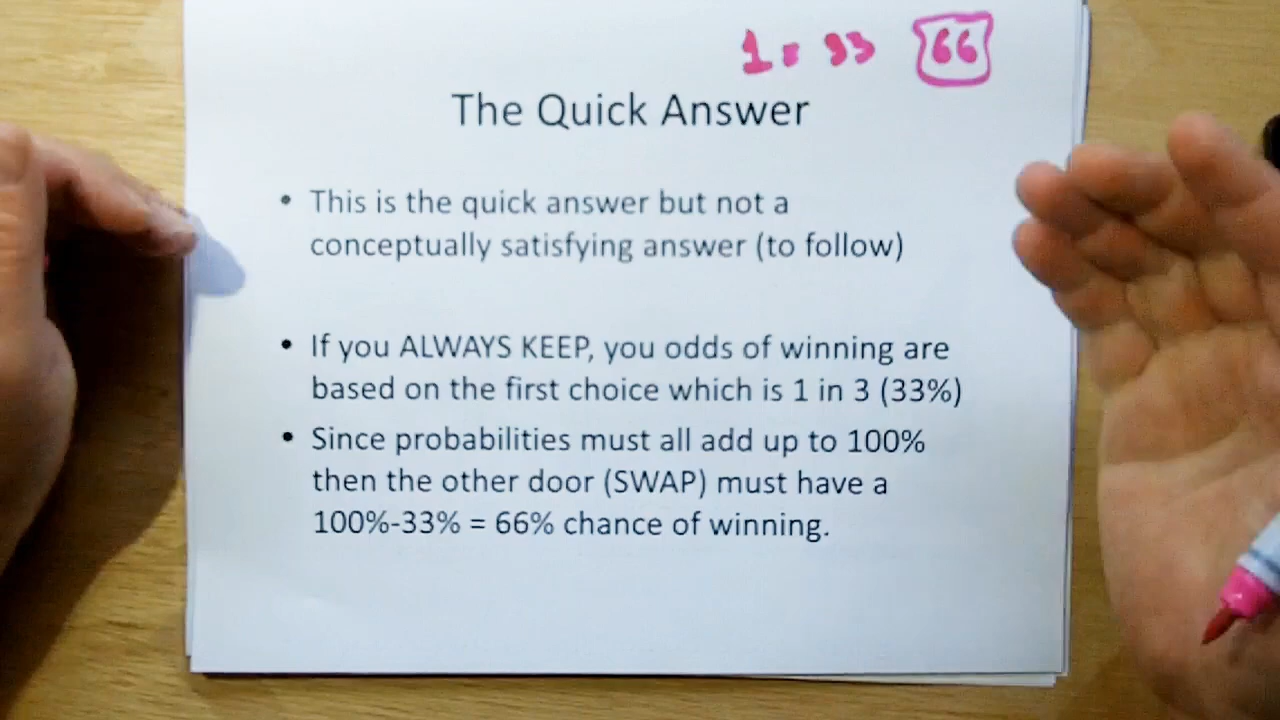 1 = 33 66
The Quick Answer
• This is the quick answer but not a
conceptually satisfying answer (to follow)
• If you ALWAYS KEEP, you odds of winning are
based on the first choice which is 1 in 3 (33%)
• Since probabilities must all add up to 100%
then the other door (SWAP) must have a
100%-33% = 66% chance of winning.